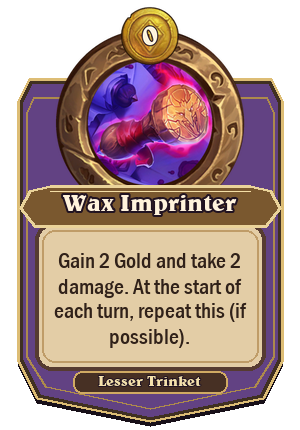 0
Wax Imprinter
Gain 2 Gold and take 2
damage. At the start of
each turn, repeat this (if
possible).
Lesser Trinket